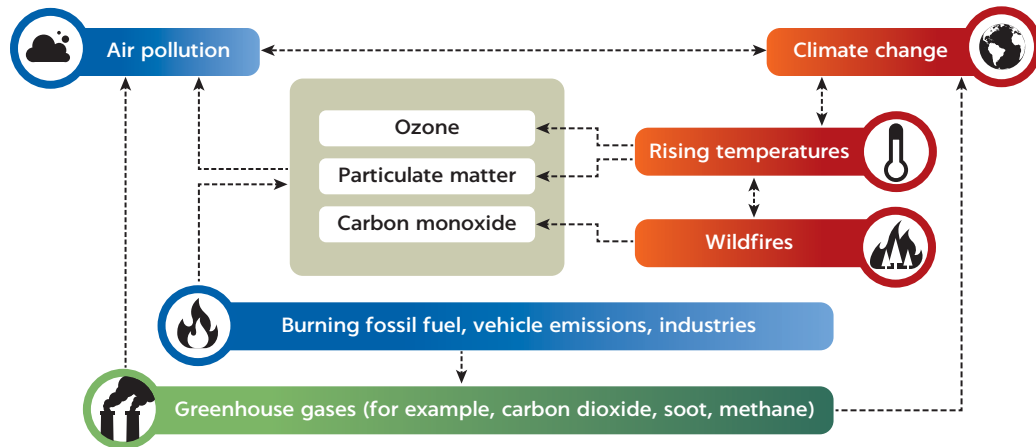 Air pollution
Climate change
Ozone
Rising temperatures
Particulate matter
Carbon monoxide
Wildfires
Burning fossil fuel, vehicle emissions, industries
Greenhouse gases (for example, carbon dioxide, soot, methane)